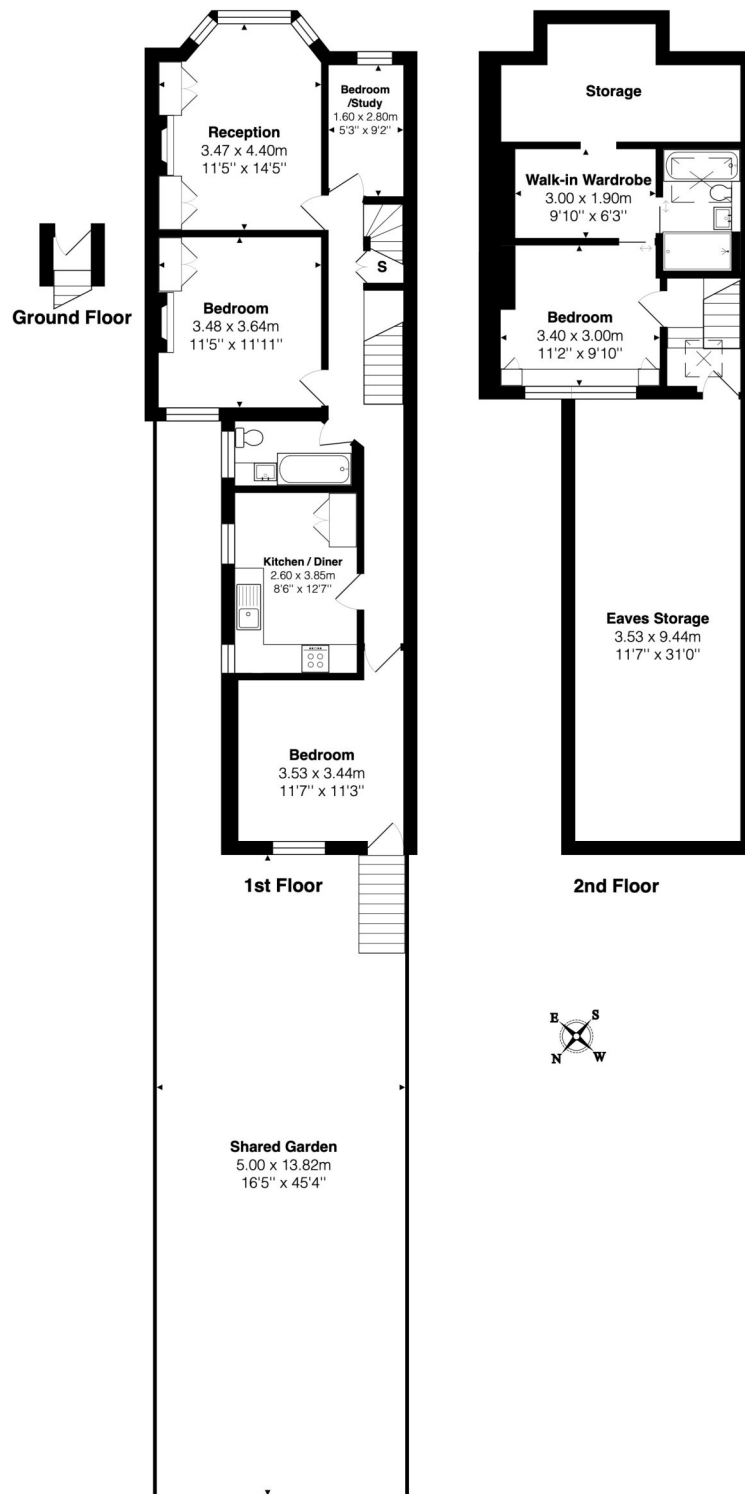 Storage
Bedroom
/Study
1.60 x 2.80m
5'3" x 9'2"
Reception
3.47 x 4.40m
11'5" x 14'5"
Walk-in Wardrobe
3.00 x 1.90m
9'10" x 6'3"
S
Ground Floor
Bedroom
3.48 x 3.64m
11'5" x 11'11"
Bedroom
3.40 x 3.00m
11'2" x 9'10"
Kitchen / Diner
2.60 x 3.85m
8'6" x 12'7"
Eaves Storage
3.53 x 9.44m
11'7" x 31'0"
Bedroom
3.53 x 3.44m
11'7" x 11'3"
1st Floor
2nd Floor
E S
N W
Shared Garden
5.00 x 13.82m
16'5" x 45'4"